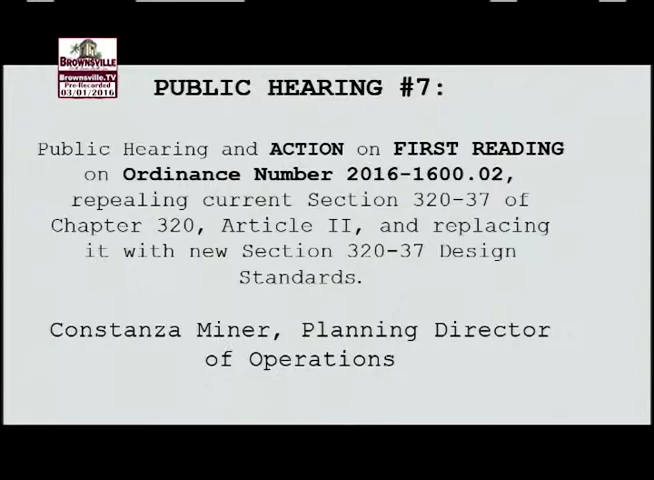 BROWNSVILLE
Brownsville.TV
Pre-Recorded
03/01/2016
PUBLIC HEARING #7:
Public Hearing and ACTION on FIRST READING
on Ordinance Number 2016-1600.02,
repealing current Section 320-37 of
Chapter 320, Article II, and replacing
it with new Section 320-37 Design
Standards.
Constanza Miner, Planning Director
of Operations